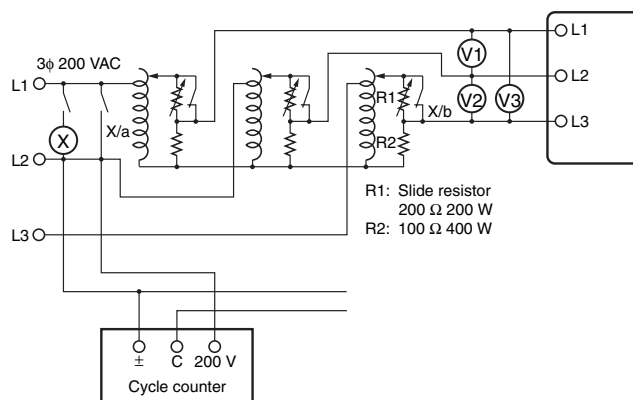 3ϕ 200 VAC
L1
X
X/a
L2
L3
R1
R2
X/b
V1
V2
V3
L1
L2
L3
R1: Slide resistor
200 Ω 200 W
R2: 100 Ω 400 W
± C 200 V
Cycle counter